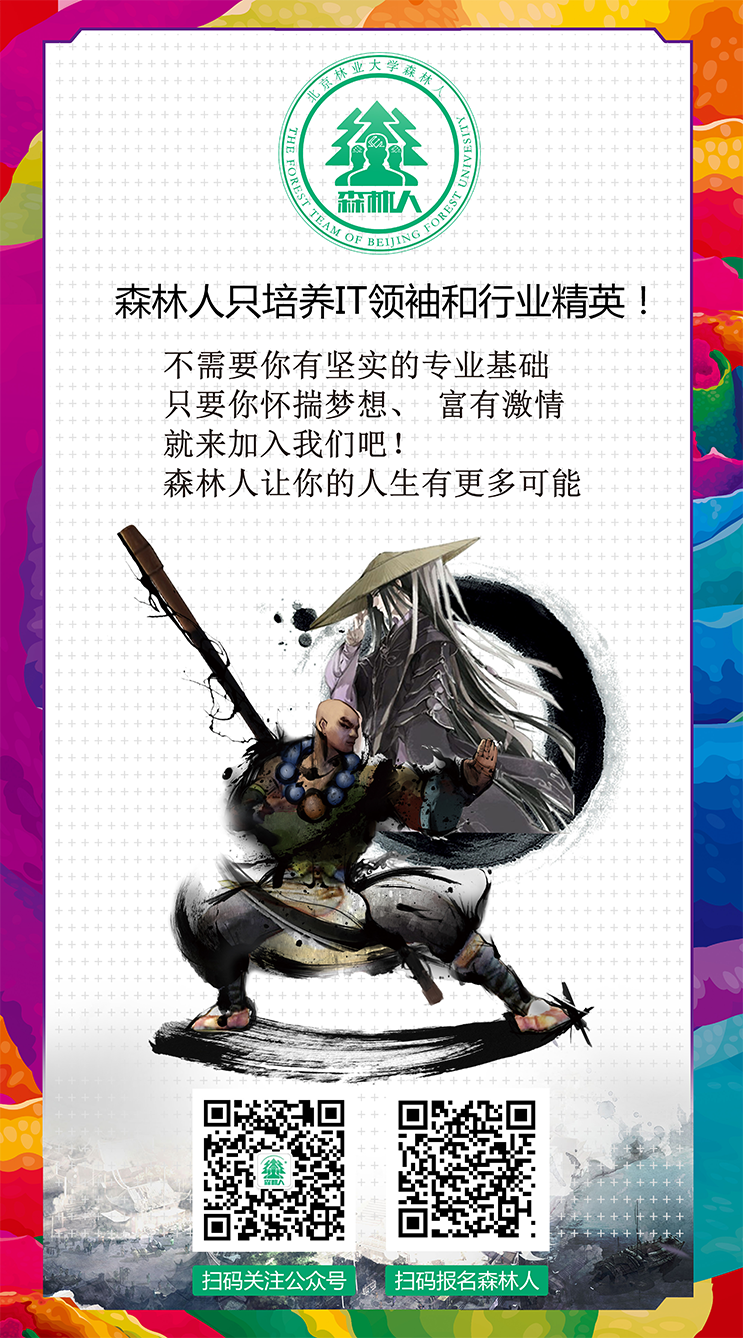 北京林业大学森林人
THE FOREST TEAM OF BEIJING FOREST UNIVESITY
森林人
森林人只培养IT领袖和行业精英！
不需要你有坚实的专业基础
只要你怀揣梦想、 富有激情
就来加入我们吧！
森林人让你的人生有更多可能
森林人
扫码关注公众号
扫码报名森林人